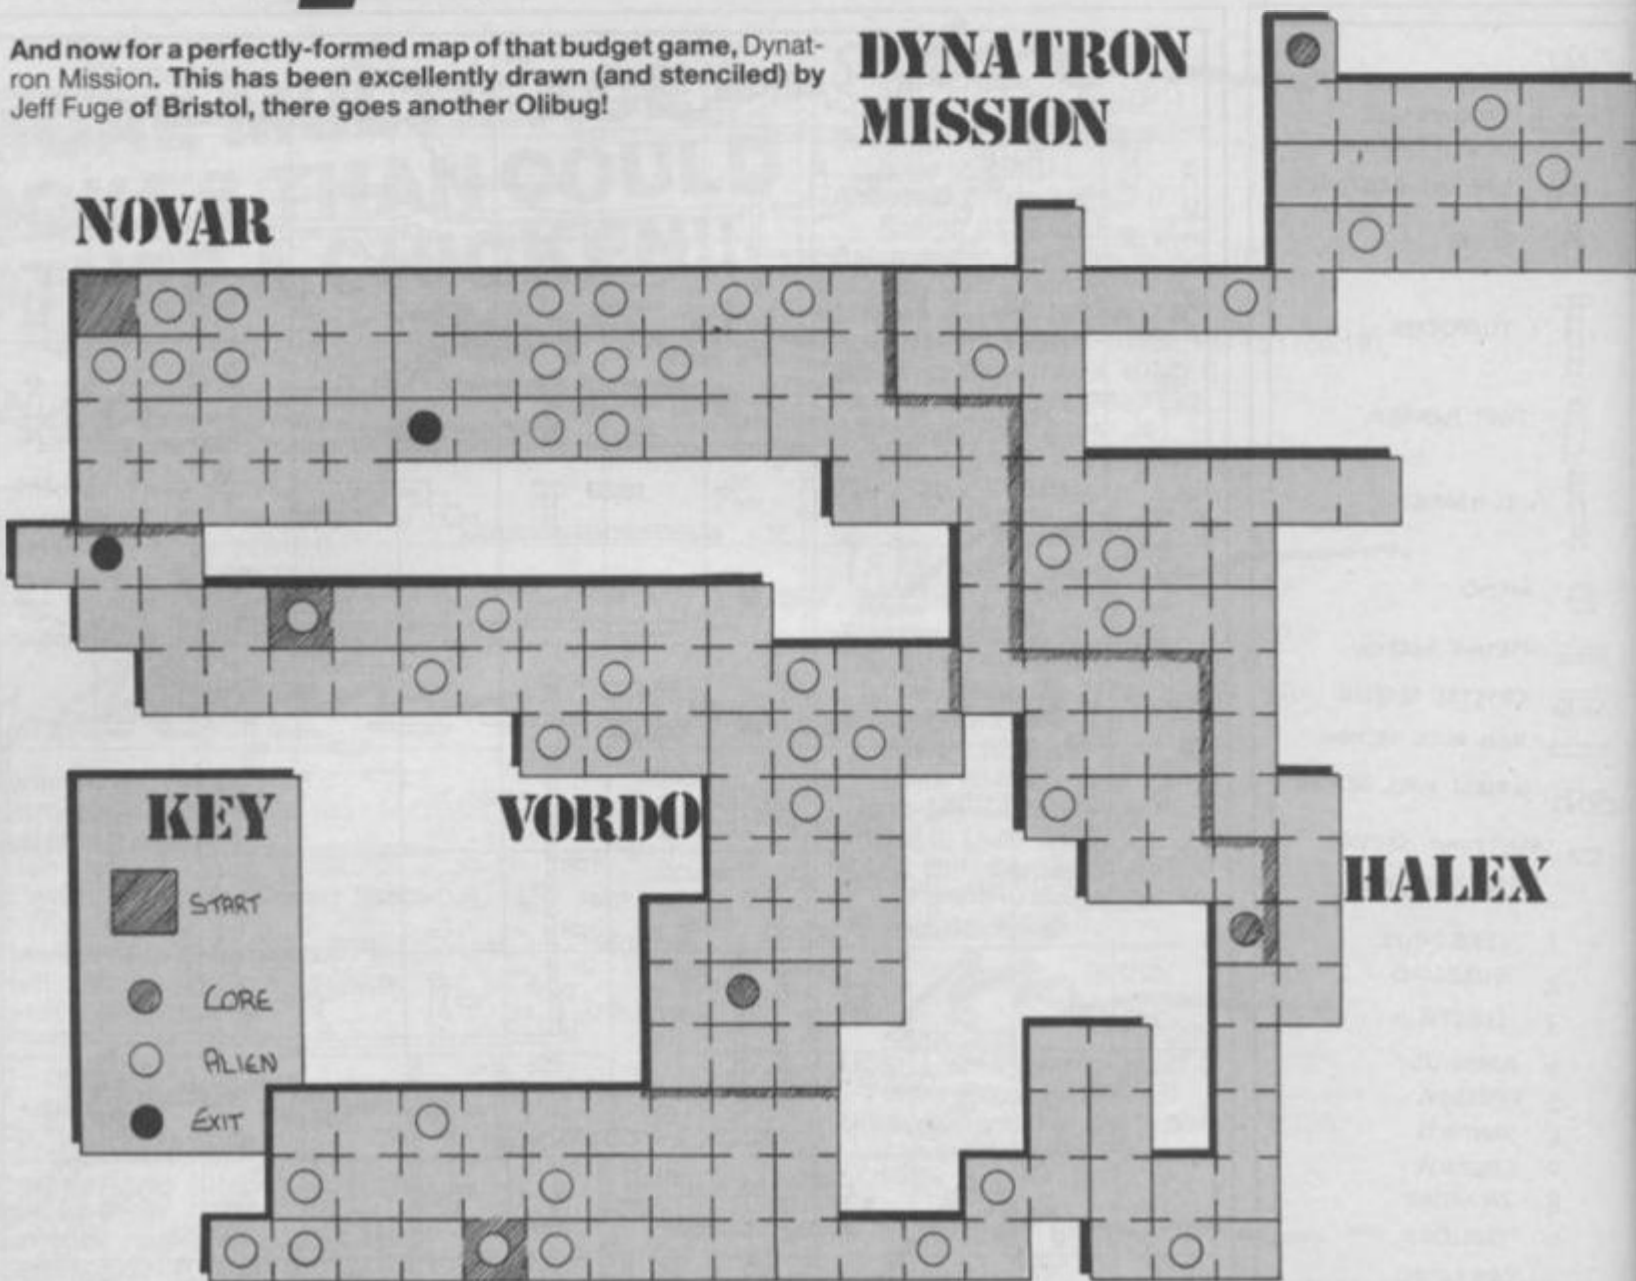 And now for a perfectly-formed map of that budget game, Dynat-
ron Mission. This has been excellently drawn (and stenciled) by
Jeff Fuge of Bristol, there goes another Olibug!
DYNATRON
MISSION
NOVAR
KEY
START
CORE
ALIEN
EXIT
VORDO
HALEX